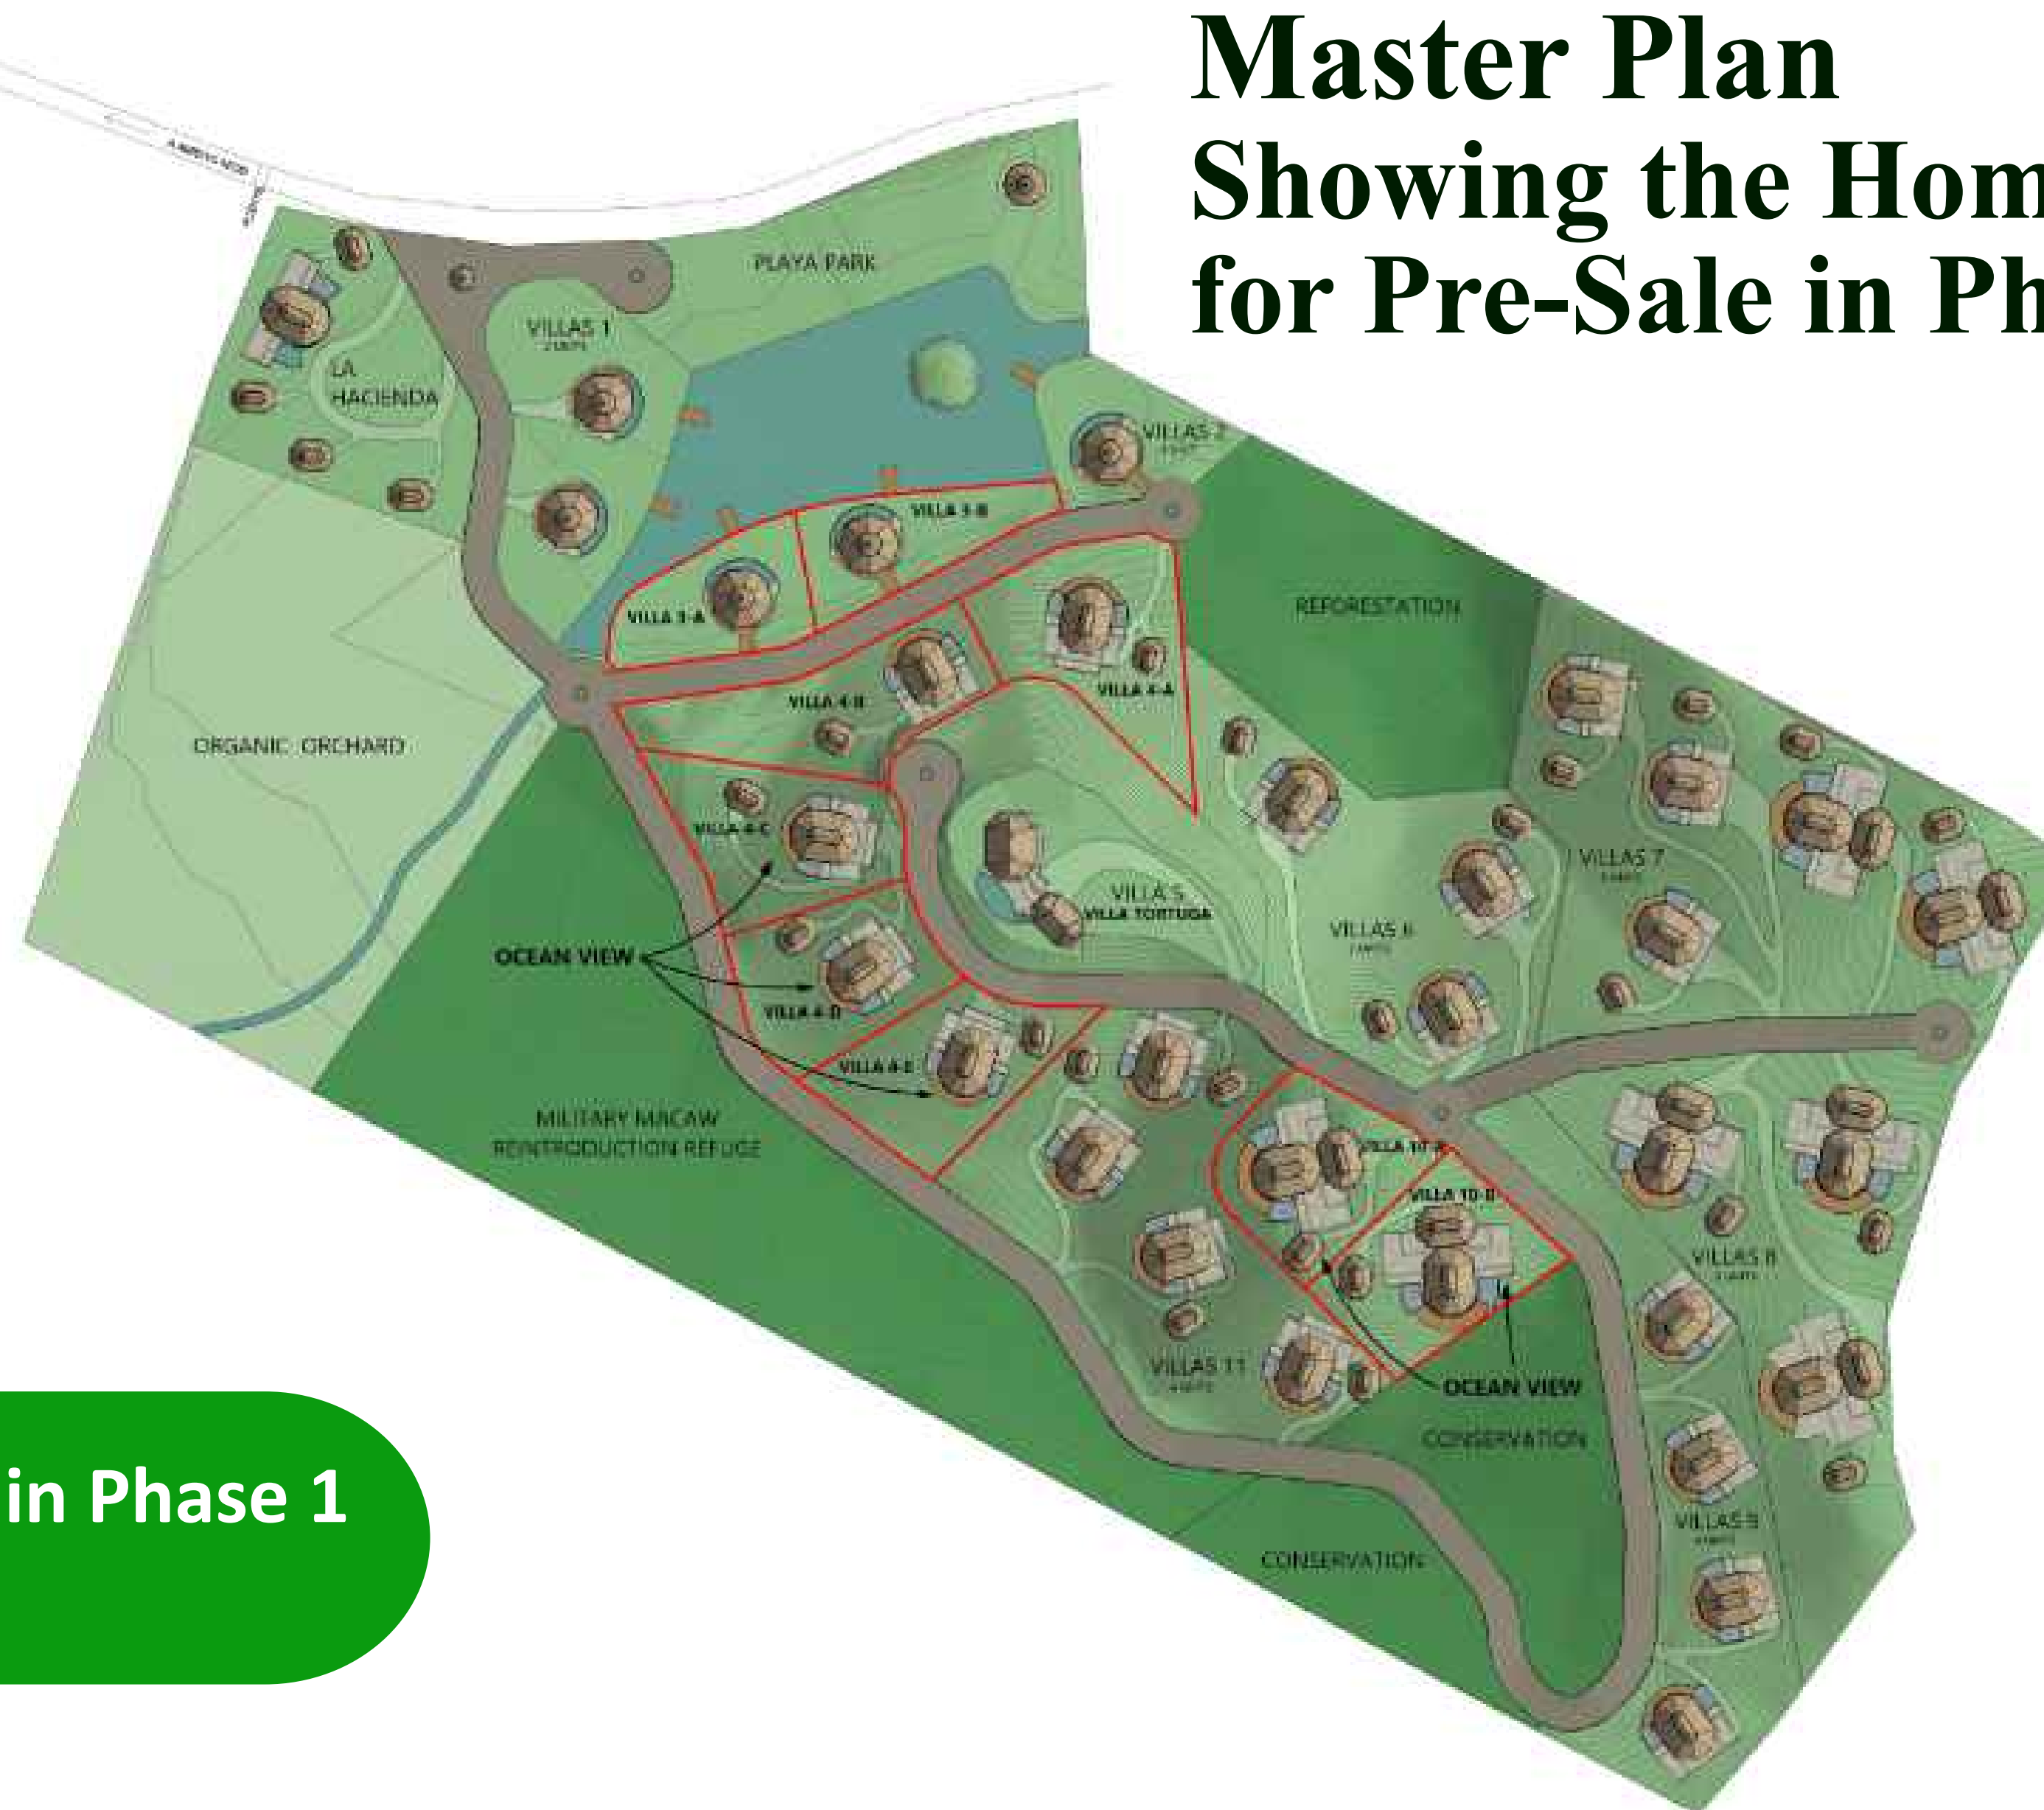 Master Plan
Showing the Hom
for Pre-Sale in Ph
PLAYA PARK
VILLAS 1
LA
HACIENDA
VILLAS 2
VILLA 3-B
VILLA 3-A
REFORESTATION
VILLA 4-A
VILLA 4-B
ORGANIC ORCHARD
VILLA 4-C
VILLAS 7
VILLA 5
VILLA TORTUGA
VILLAS 6
OCEAN VIEW
VILLA 4-D
VILLA 4-E
MILITARY MACAW
REINTRODUCTION REFUGE
VILLA 10-A
VILLA 10-B
VILLAS 8
VILLAS 11
OCEAN VIEW
CONSERVATION
in Phase 1
VILLAS 9
CONSERVATION